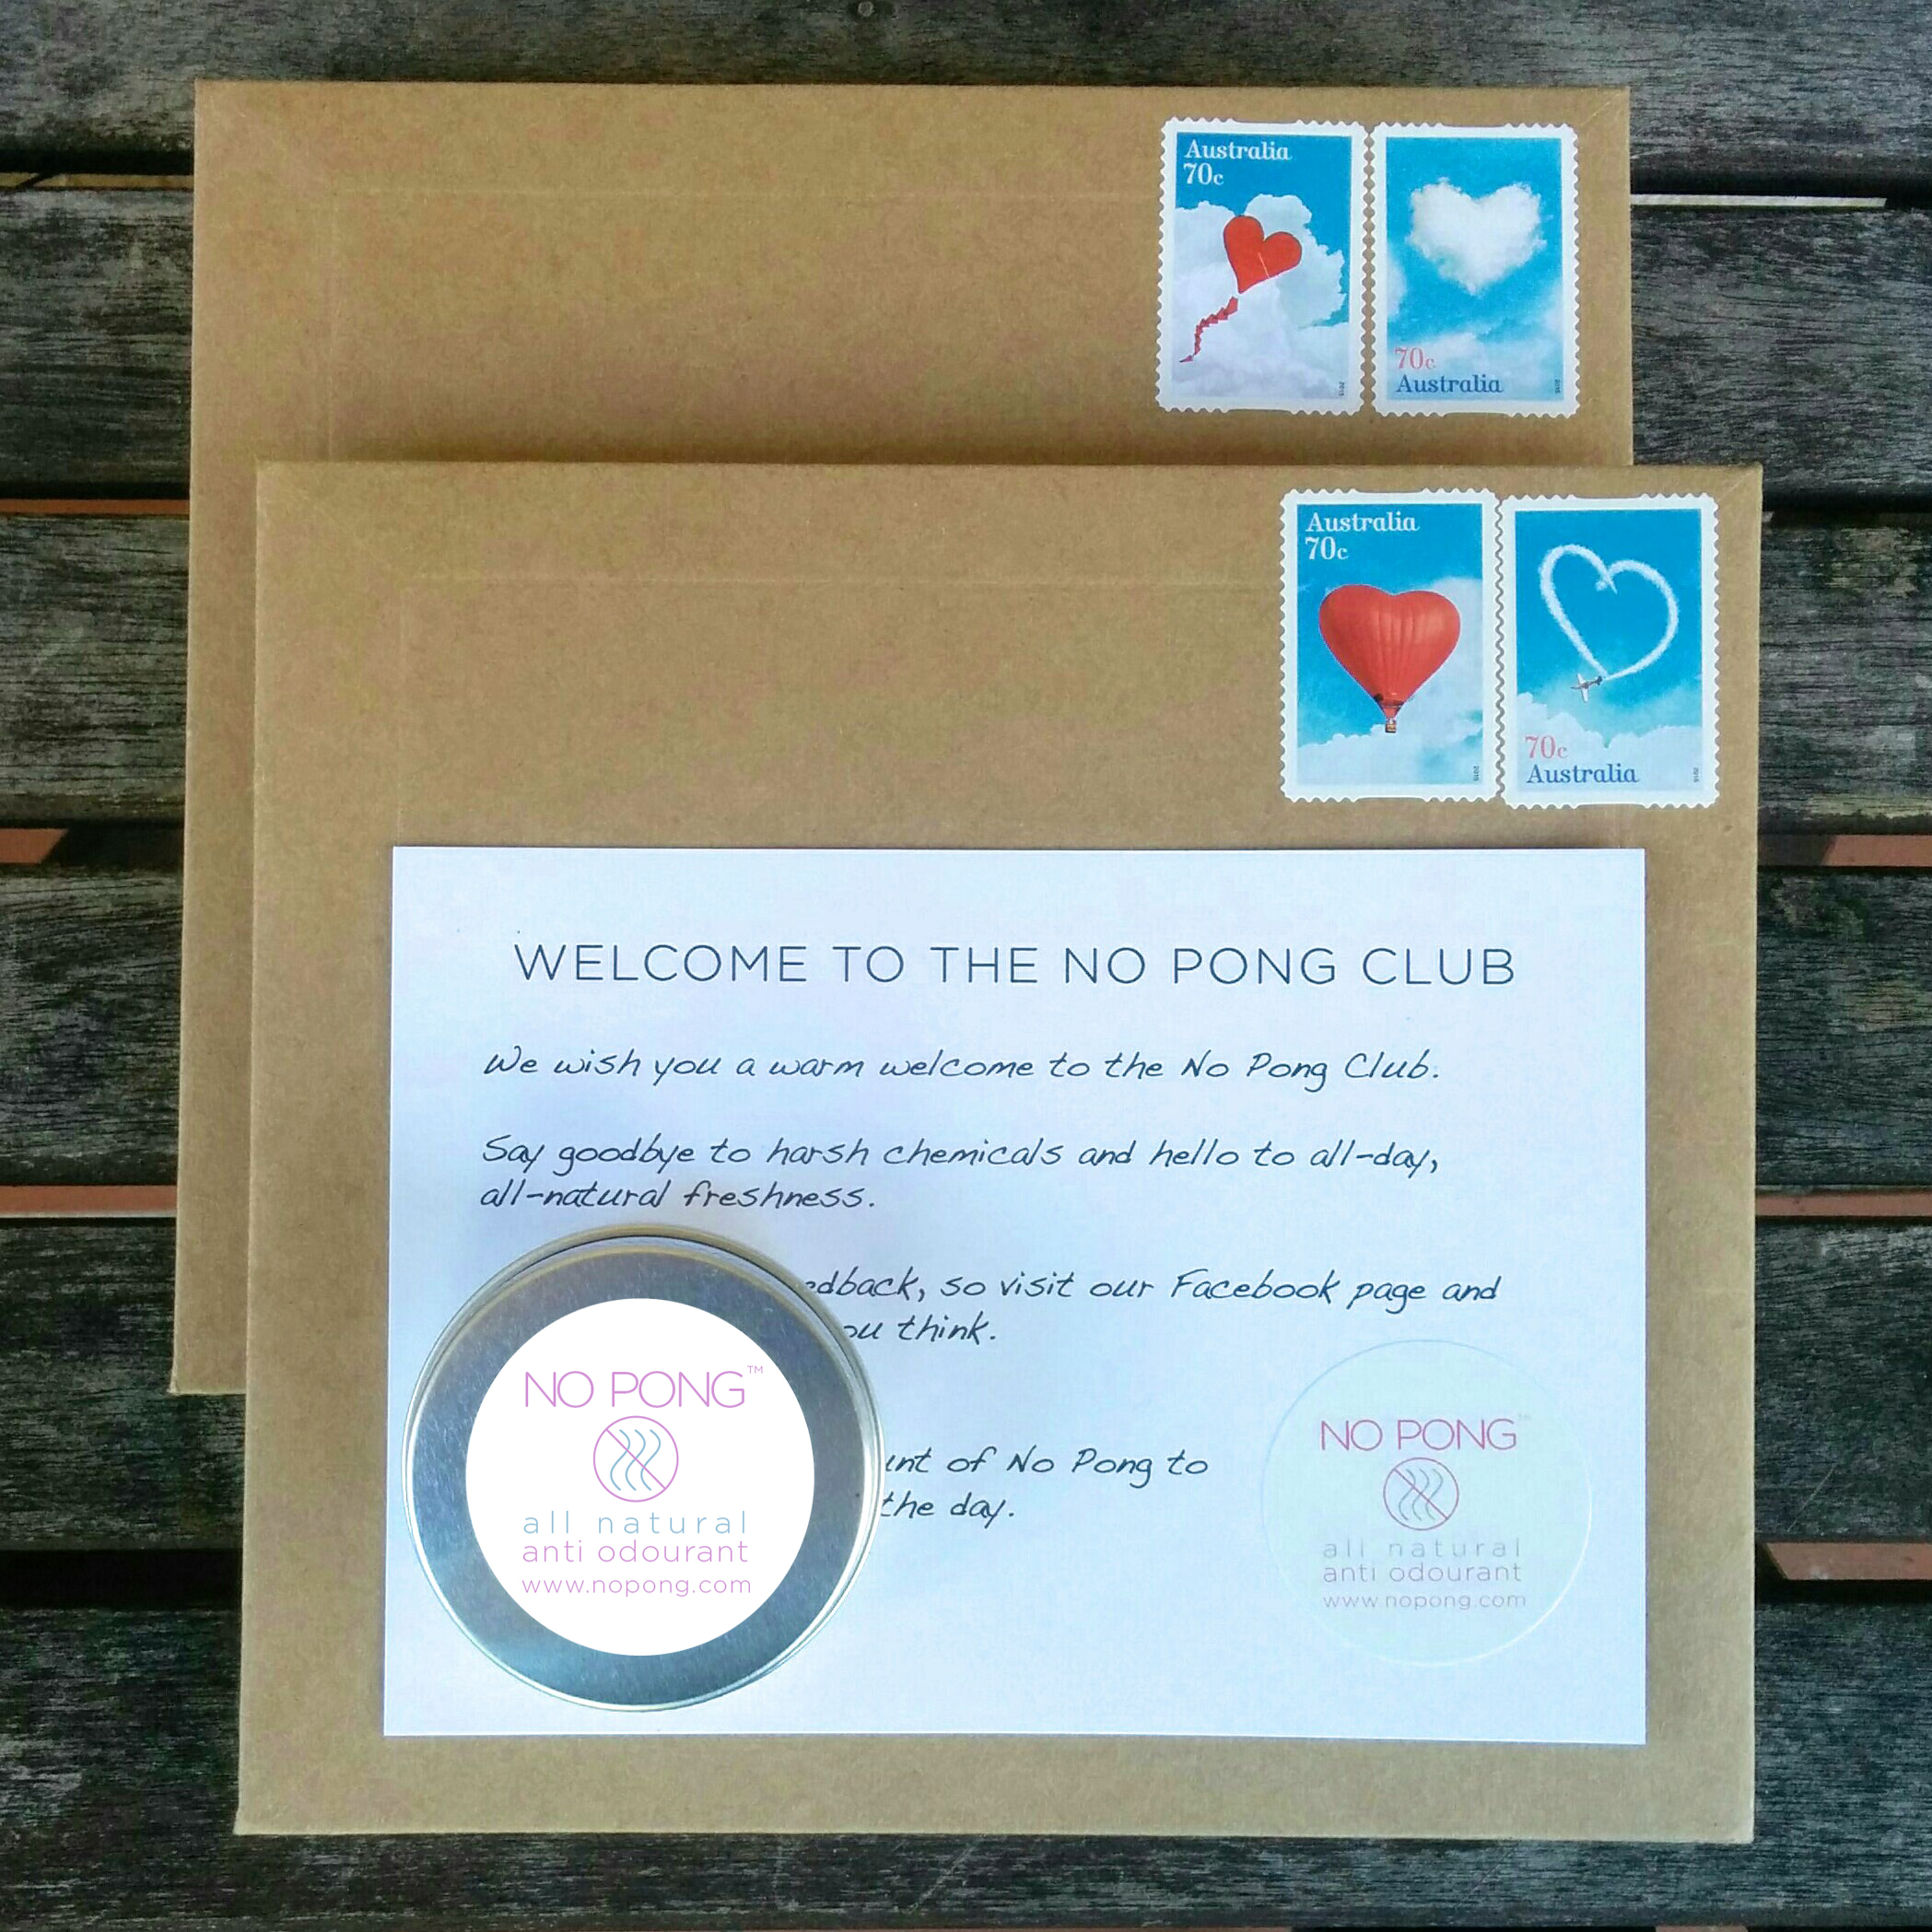 Australia
70c
70c
Australia
Australia
70c
70c
Australia
WELCOME TO THE NO PONG CLUB
We wish you a warm welcome to the No Pong Club.
Say goodbye to harsh chemicals and hello to all-day,
all-natural freshness.
so visit our Facebook page and
think.
of No Pong to
the day.
NO PONG™
all natural
anti odourant
www.nopong.com
NO PONG™
all natural
anti odourant
www.nopong.com